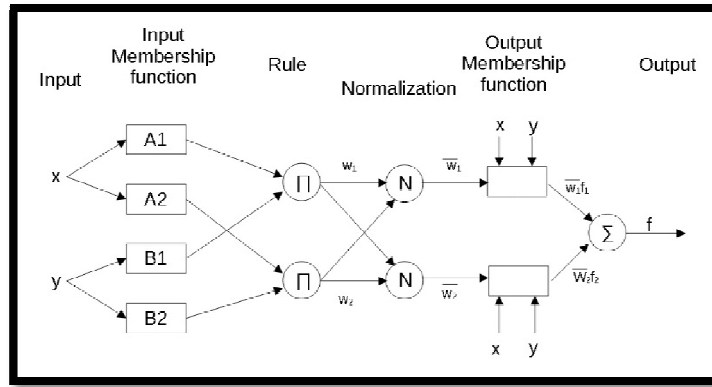 Input
Input
Membership
function
Rule
Normalization
Output
Membership
function
Output
x
y
A1
A2
B1
B2
Π
Π
w₁
w₂
N
N
w̅₁
w̅₂
x y
x y
w̅₁f₁
w̅₂f₂
Σ
f